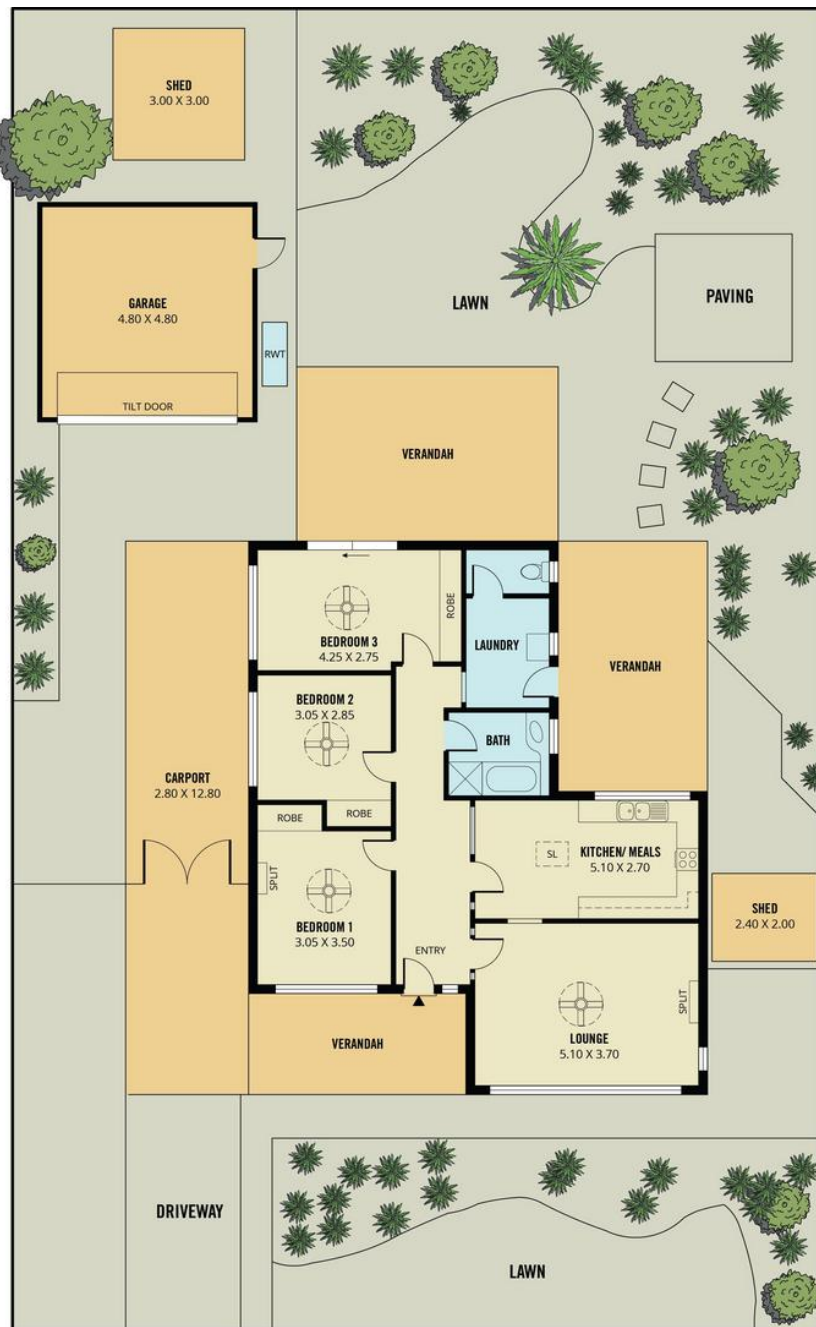 SHED
3.00 X 3.00
GARAGE
4.80 X 4.80
TILT DOOR
RWT
LAWN
PAVING
VERANDAH
BEDROOM 3
4.25 X 2.75
ROBE
LAUNDRY
VERANDAH
BEDROOM 2
3.05 X 2.85
ROBE
BATH
CARPORT
2.80 X 12.80
ROBE
SPLIT
BEDROOM 1
3.05 X 3.50
SL
KITCHEN/ MEALS
5.10 X 2.70
SHED
2.40 X 2.00
ENTRY
LOUNGE
5.10 X 3.70
SPLIT
VERANDAH
DRIVEWAY
LAWN